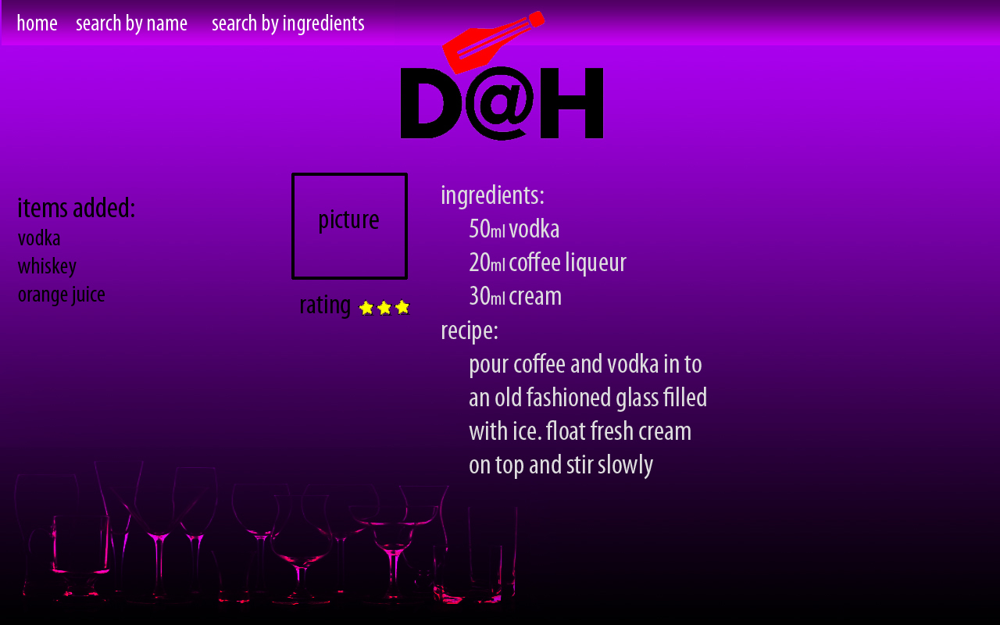 home search by name search by ingredients
D@H
items added:
vodka
whiskey
orange juice
picture
rating
ingredients:
50ml vodka
20ml coffee liqueur
30ml cream
recipe:
pour coffee and vodka in to
an old fashioned glass filled
with ice. float fresh cream
on top and stir slowly